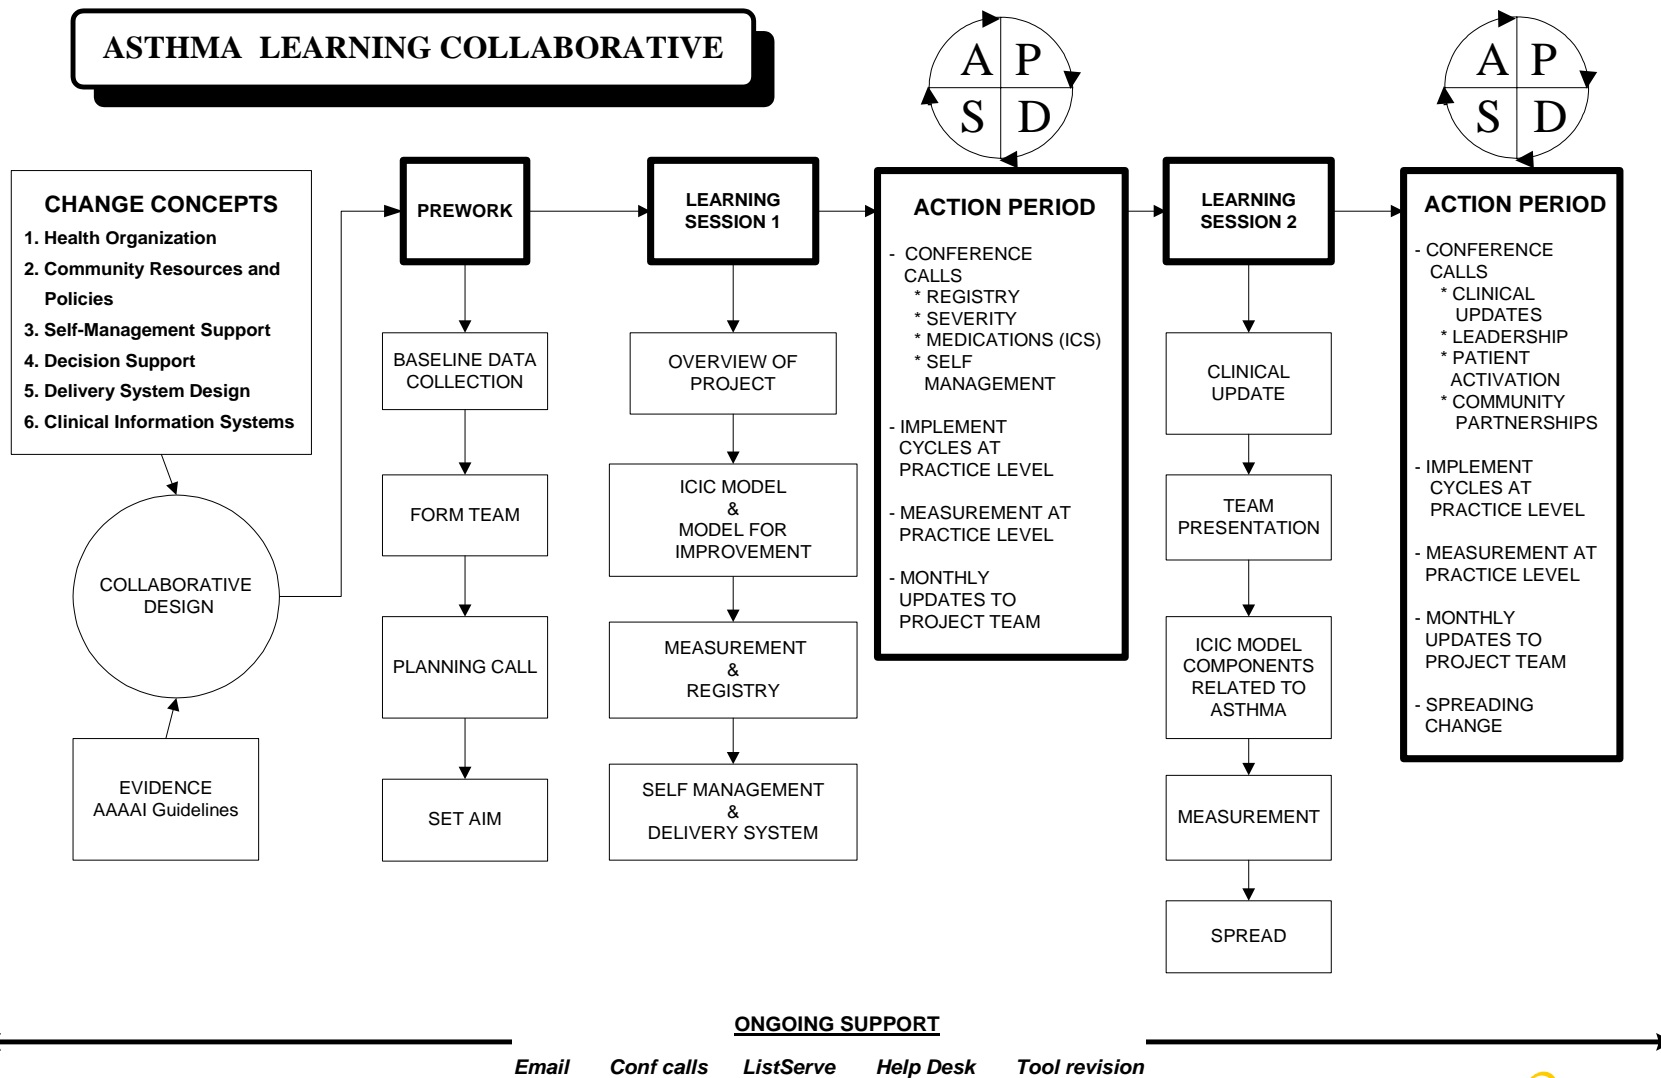 ASTHMA LEARNING COLLABORATIVE
A P
S D
A P
S D
CHANGE CONCEPTS
1. Health Organization
2. Community Resources and
Policies
3. Self-Management Support
4. Decision Support
5. Delivery System Design
6. Clinical Information Systems
COLLABORATIVE
DESIGN
EVIDENCE
AAAAI Guidelines
PREWORK
BASELINE DATA
COLLECTION
FORM TEAM
PLANNING CALL
SET AIM
LEARNING
SESSION 1
OVERVIEW OF
PROJECT
ICIC MODEL
&
MODEL FOR
IMPROVEMENT
MEASUREMENT
&
REGISTRY
SELF MANAGEMENT
&
DELIVERY SYSTEM
ACTION PERIOD
- CONFERENCE
CALLS
* REGISTRY
* SEVERITY
* MEDICATIONS (ICS)
* SELF
MANAGEMENT
- IMPLEMENT
CYCLES AT
PRACTICE LEVEL
- MEASUREMENT AT
PRACTICE LEVEL
- MONTHLY
UPDATES TO
PROJECT TEAM
LEARNING
SESSION 2
CLINICAL
UPDATE
TEAM
PRESENTATION
ICIC MODEL
COMPONENTS
RELATED TO
ASTHMA
MEASUREMENT
SPREAD
ACTION PERIOD
- CONFERENCE
CALLS
* CLINICAL
UPDATES
* LEADERSHIP
* PATIENT
ACTIVATION
* COMMUNITY
PARTNERSHIPS
- IMPLEMENT
CYCLES AT
PRACTICE LEVEL
- MEASUREMENT AT
PRACTICE LEVEL
- MONTHLY
UPDATES TO
PROJECT TEAM
- SPREADING
CHANGE
ONGOING SUPPORT
Email Conf calls ListServe Help Desk Tool revision